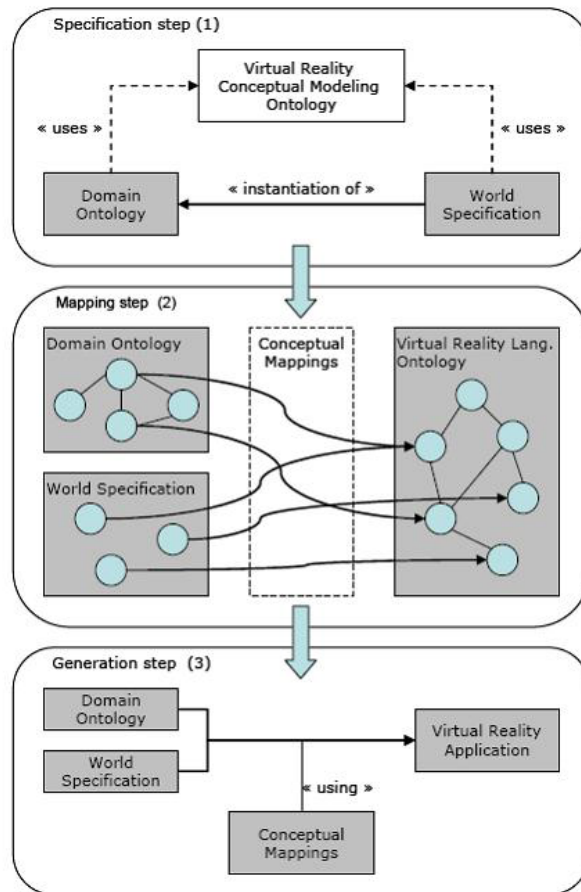 Specification step (1)
Virtual Reality
Conceptual Modeling
Ontology
« uses »
« uses »
Domain
Ontology
« instantiation of »
World
Specification
Mapping step (2)
Domain Ontology
Conceptual
Mappings
Virtual Reality Lang.
Ontology
World Specification
Generation step (3)
Domain
Ontology
World
Specification
Virtual Reality
Application
« using »
Conceptual
Mappings